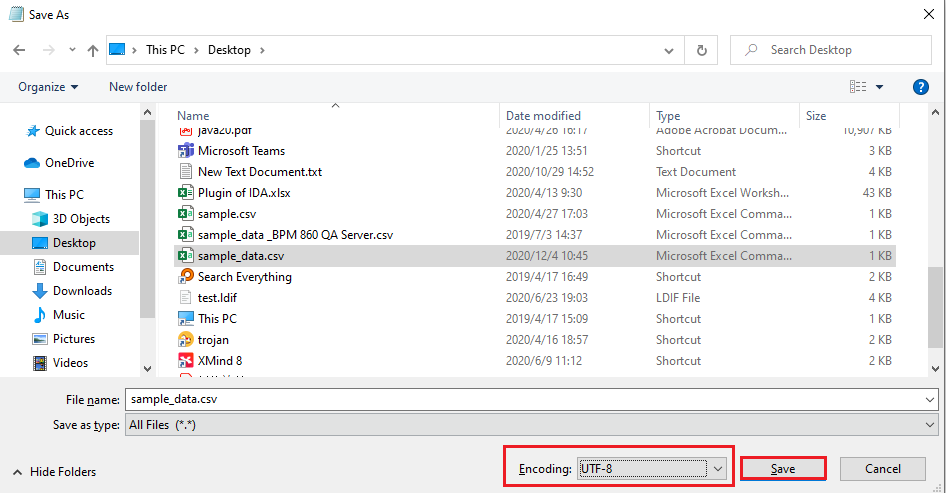 Save As
This PC > Desktop >
Search Desktop
Organize
New folder
?
Name Date modified Type Size
java20.pdf 2020/4/26 16:17 Adobe Acrobat Docum... 10,907 KB
Microsoft Teams 2020/1/25 13:51 Shortcut 3 KB
New Text Document.txt 2020/10/29 14:52 Text Document 4 KB
Plugin of IDA.xlsx 2020/4/13 9:30 Microsoft Excel Worksh... 43 KB
sample.csv 2020/4/27 17:03 Microsoft Excel Comma... 1 KB
sample_data _BPM 860 QA Server.csv 2019/7/3 14:37 Microsoft Excel Comma... 1 KB
sample_data.csv 2020/12/4 10:45 Microsoft Excel Comma... 1 KB
Search Everything 2019/4/17 16:49 Shortcut 2 KB
test.ldif 2020/6/23 19:03 LDIF File 4 KB
This PC 2019/4/17 15:09 Shortcut 2 KB
trojan 2020/4/16 18:57 Shortcut 2 KB
XMind 8 2020/6/9 11:12 Shortcut 2 KB
Quick access
OneDrive
This PC
3D Objects
Desktop
Documents
Downloads
Music
Pictures
Videos
File name: sample_data.csv
Save as type: All Files (*.*)
Hide Folders
Encoding: UTF-8
Save
Cancel